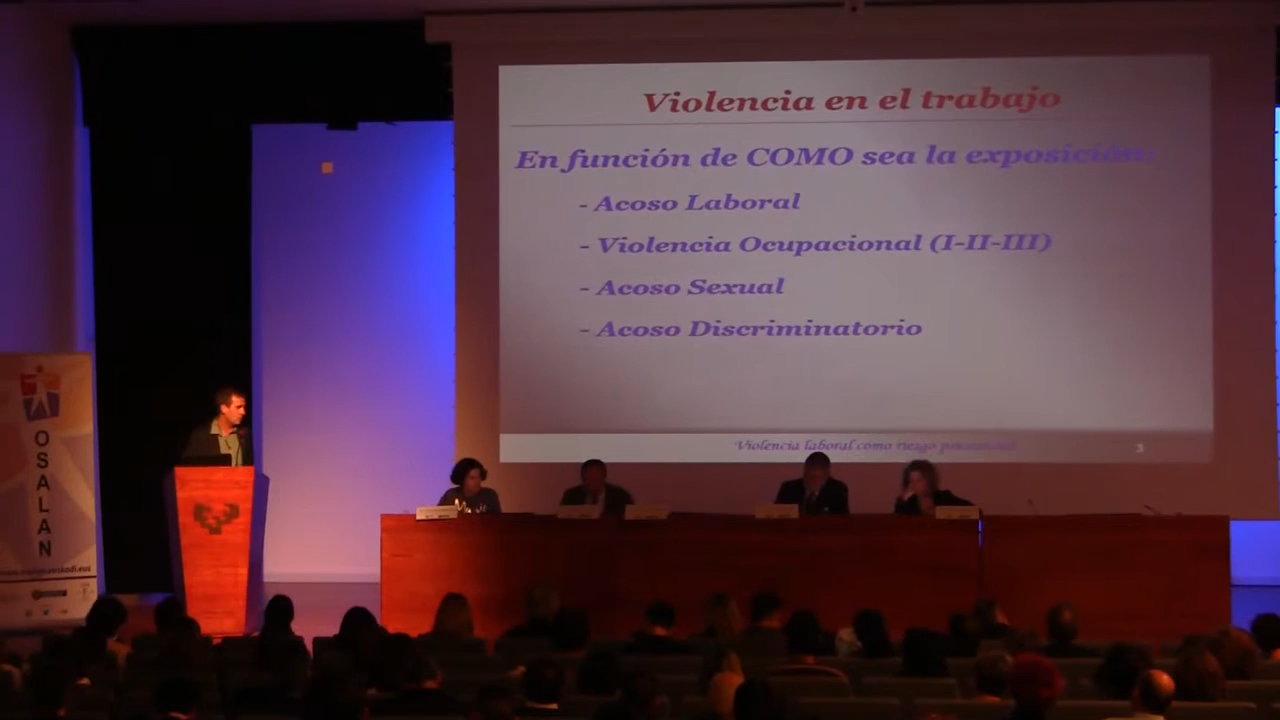 Violencia en el trabajo
En función de COMO sea la exposición:
- Acoso Laboral
- Violencia Ocupacional (I-II-III)
- Acoso Sexual
- Acoso Discriminatorio
Violencia laboral como riesgo
3
OSALAN